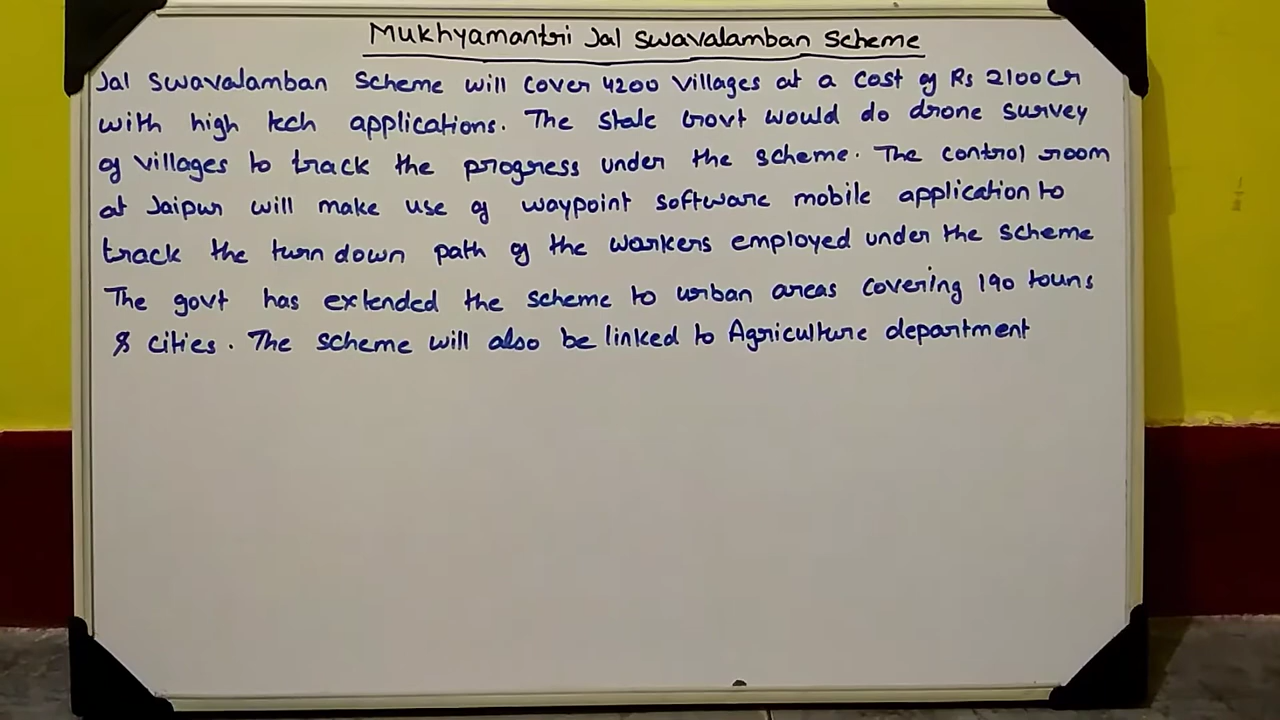 Mukhyamantri Jal Swavalamban Scheme
Jal Swavalamban Scheme will cover 4200 Villages at a cost of Rs 2100 cr
with high tech applications. The state Govt would do drone survey
of villages to track the progress under the scheme. The control room
at Jaipur will make use of waypoint software mobile application to
track the turn down path of the workers employed under the scheme
The govt has extended the scheme to urban areas covering 190 towns
& cities. The scheme will also be linked to Agriculture department